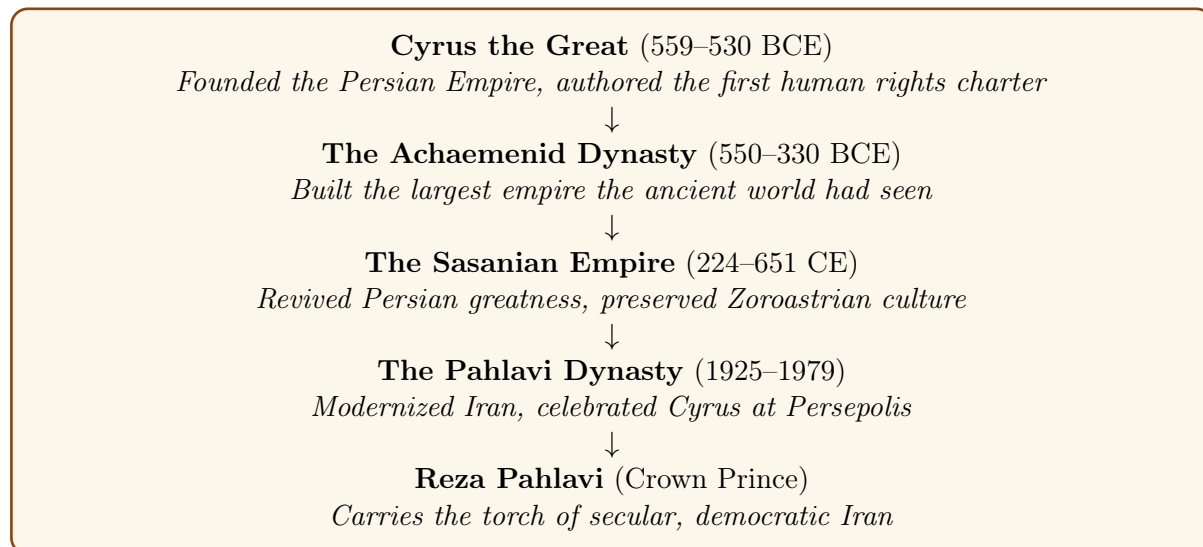 Cyrus the Great (559–530 BCE)
Founded the Persian Empire, authored the first human rights charter
↓
The Achaemenid Dynasty (550–330 BCE)
Built the largest empire the ancient world had seen
↓
The Sasanian Empire (224–651 CE)
Revived Persian greatness, preserved Zoroastrian culture
↓
The Pahlavi Dynasty (1925–1979)
Modernized Iran, celebrated Cyrus at Persepolis
↓
Reza Pahlavi (Crown Prince)
Carries the torch of secular, democratic Iran